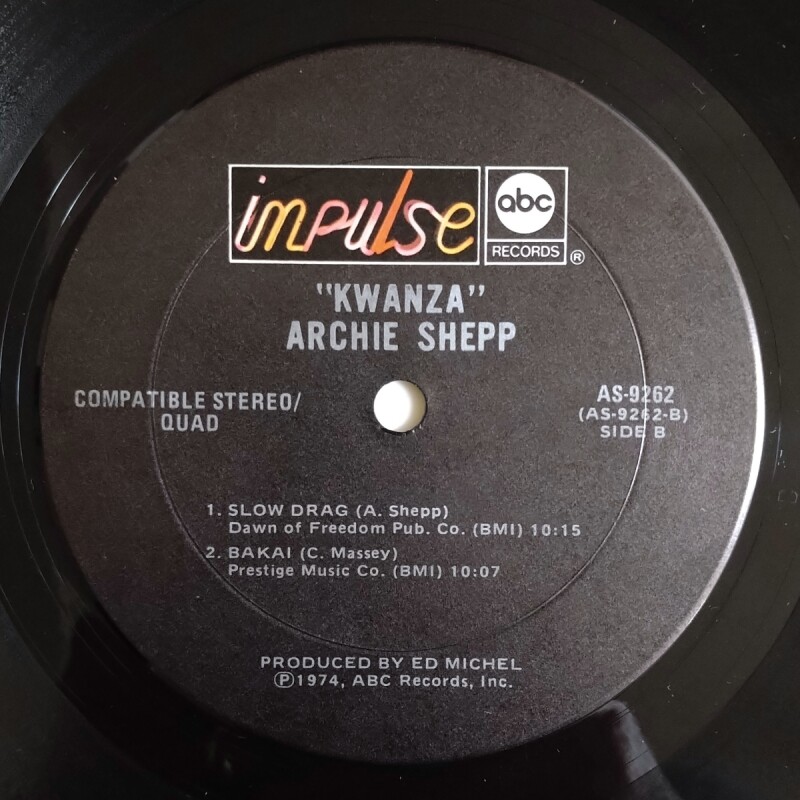 impulse
abc
RECORDS ®
"KWANZA"
ARCHIE SHEPP
COMPATIBLE STEREO/
QUAD
AS-9262
(AS-9262-B)
SIDE B
1. SLOW DRAG (A. Shepp)
Dawn of Freedom Pub. Co. (BMI) 10:15
2. BAKAI (C. Massey)
Prestige Music Co. (BMI) 10:07
PRODUCED BY ED MICHEL
Ⓟ1974, ABC Records, Inc.